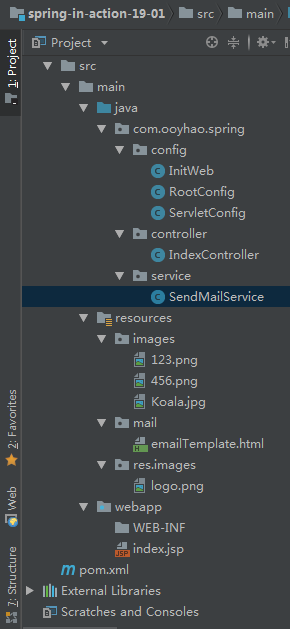 spring-in-action-19-01 src main
Project
1: Project
src
main
java
com.ooyhao.spring
config
InitWeb
RootConfig
ServletConfig
controller
IndexController
service
SendMailService
resources
images
123.png
456.png
Koala.jpg
mail
emailTemplate.html
res.images
logo.png
webapp
WEB-INF
index.jsp
pom.xml
External Libraries
Scratches and Consoles
2: Favorites
Web
7: Structure